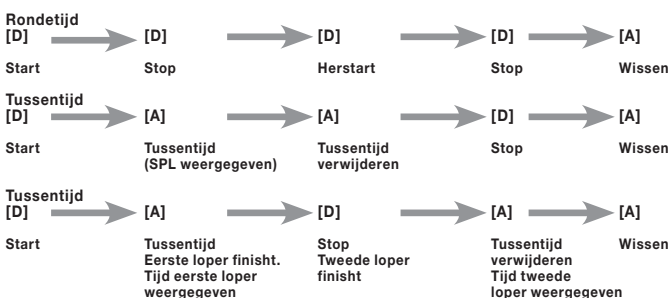 Rondetijd
[D] [D] [D] [D] [A]
Start Stop Herstart Stop Wissen
Tussentijd
[D] [A] [A] [D] [A]
Start Tussentijd Tussentijd Stop Wissen
(SPL weergegeven) verwijderen
Tussentijd
[D] [A] [D] [A] [A]
Start Tussentijd Stop Tussentijd Wissen
Eerste loper finisht. Tweede loper verwijderen
Tijd eerste loper finisht Tijd tweede
weergegeven loper weergegeven